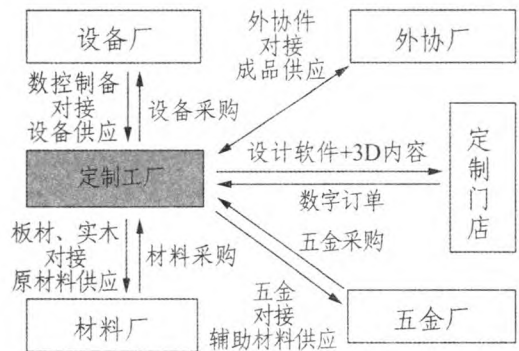 设备厂
外协件
对接
成品供应
外协厂
数控制备
对接
设备供应
设备采购
定制工厂
设计软件+3D内容
数字订单
定制门店
五金采购
板材、实木
对接
原材料供应
材料采购
材料厂
五金
对接
辅助材料供应
五金厂